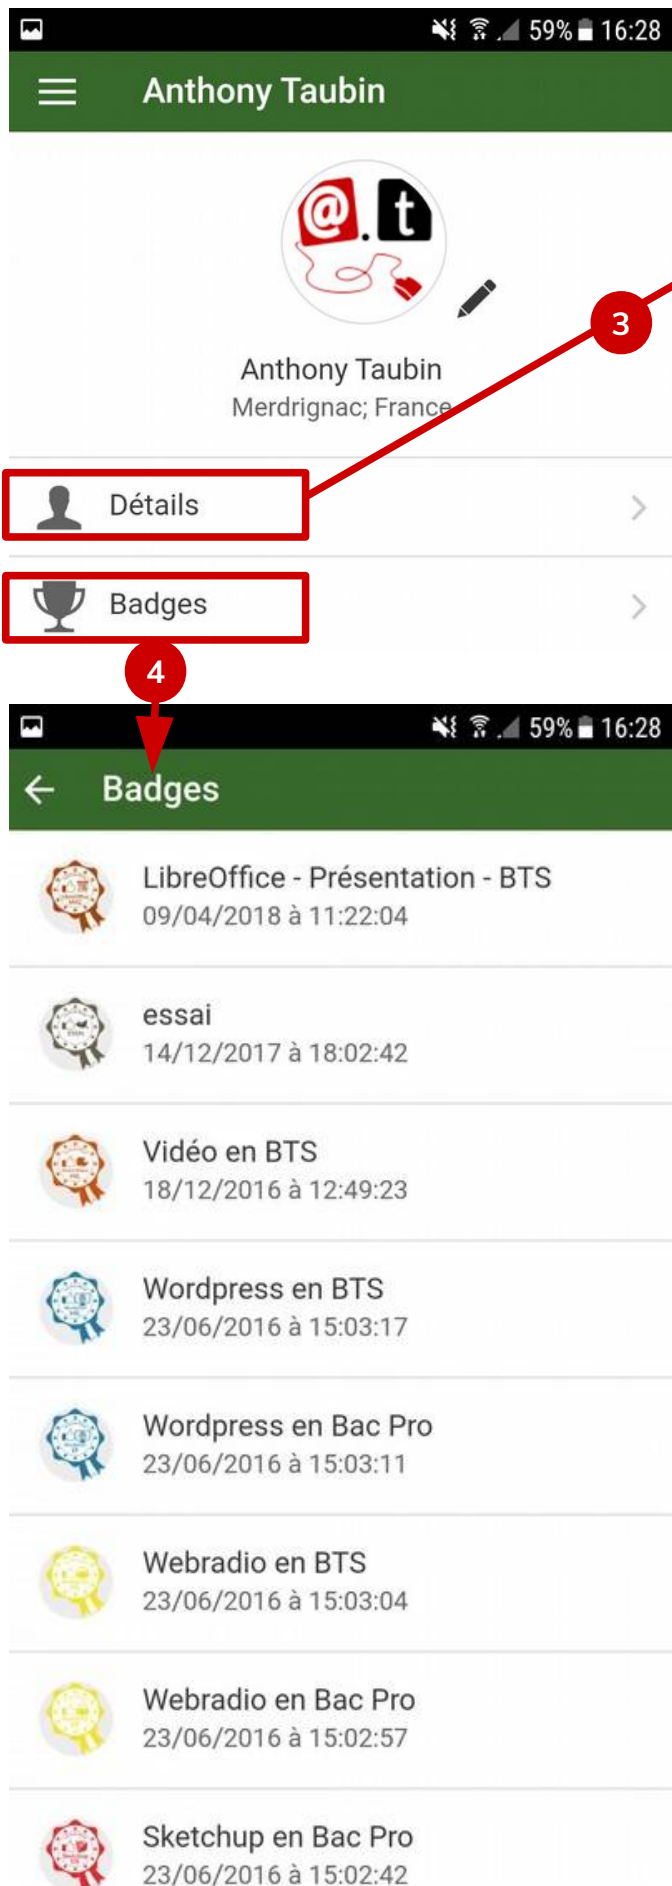 59% 16:28
Anthony Taubin
@.t
3
Anthony Taubin
Merdrignac; France
Détails
Badges
4
59% 16:28
Badges
LibreOffice - Présentation - BTS
09/04/2018 à 11:22:04
essai
14/12/2017 à 18:02:42
Vidéo en BTS
18/12/2016 à 12:49:23
Wordpress en BTS
23/06/2016 à 15:03:17
Wordpress en Bac Pro
23/06/2016 à 15:03:11
Webradio en BTS
23/06/2016 à 15:03:04
Webradio en Bac Pro
23/06/2016 à 15:02:57
Sketchup en Bac Pro
23/06/2016 à 15:02:42